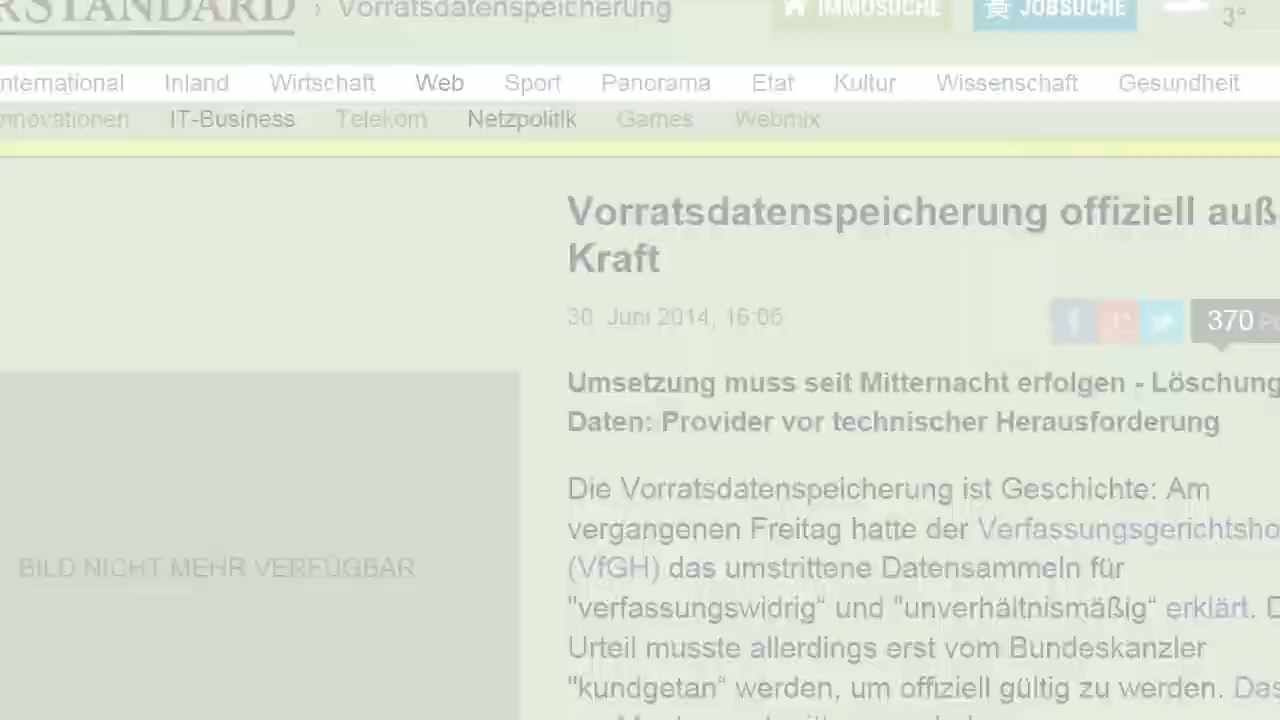 RSTANDARD › Vorratsdatenspeicherung IMMOSUCHE JOBSUCHE 3°
nternational Inland Wirtschaft Web Sport Panorama Etat Kultur Wissenschaft Gesundheit
nnovationen IT-Business Telekom Netzpolitik Games Webmix
Vorratsdatenspeicherung offiziell auß
Kraft
30. Juni 2014, 16:05
370
Umsetzung muss seit Mitternacht erfolgen - Löschung
Daten: Provider vor technischer Herausforderung
Die Vorratsdatenspeicherung ist Geschichte: Am
vergangenen Freitag hatte der Verfassungsgerichtsho
BILD NICHT MEHR VERFÜGBAR
(VfGH) das umstrittene Datensammeln für
"verfassungswidrig“ und "unverhältnismäßig“ erklärt. D
Urteil musste allerdings erst vom Bundeskanzler
"kundgetan“ werden, um offiziell gültig zu werden. Das